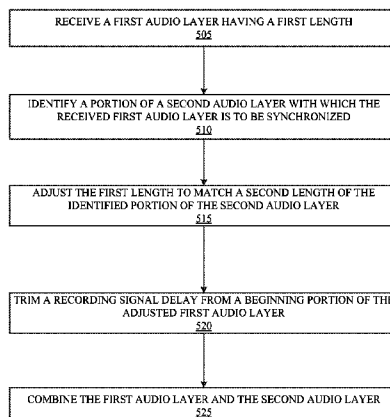 RECEIVE A FIRST AUDIO LAYER HAVING A FIRST LENGTH
505
IDENTIFY A PORTION OF A SECOND AUDIO LAYER WITH WHICH THE
RECEIVED FIRST AUDIO LAYER IS TO BE SYNCHRONIZED
510
ADJUST THE FIRST LENGTH TO MATCH A SECOND LENGTH OF THE
IDENTIFIED PORTION OF THE SECOND AUDIO LAYER
515
TRIM A RECORDING SIGNAL DELAY FROM A BEGINNING PORTION OF THE
ADJUSTED FIRST AUDIO LAYER
520
COMBINE THE FIRST AUDIO LAYER AND THE SECOND AUDIO LAYER
525